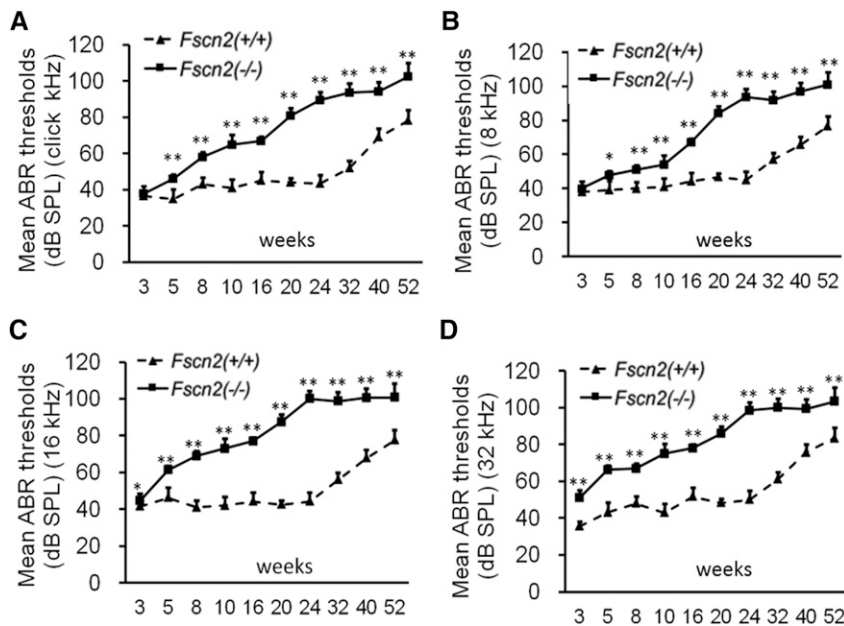 A
Fscn2(+/+)
Fscn2(-/-)
Mean ABR thresholds
(dB SPL) (click kHz)
120
100
80
60
40
20
0
** ** ** ** ** ** ** ** **
weeks
3 5 8 10 16 20 24 32 40 52
B
Fscn2(+/+)
Fscn2(-/-)
Mean ABR thresholds
(dB SPL) (8 kHz)
120
100
80
60
40
20
0
* ** ** ** ** ** ** ** **
weeks
3 5 8 10 16 20 24 32 40 52
C
Fscn2(+/+)
Fscn2(-/-)
Mean ABR thresholds
(dB SPL) (16 kHz)
120
100
80
60
40
20
0
* ** ** ** ** ** ** ** ** **
weeks
3 5 8 10 16 20 24 32 40 52
D
Fscn2(+/+)
Fscn2(-/-)
Mean ABR thresholds
(dB SPL) (32 kHz)
120
100
80
60
40
20
0
** ** ** ** ** ** ** ** ** **
weeks
3 5 8 10 16 20 24 32 40 52